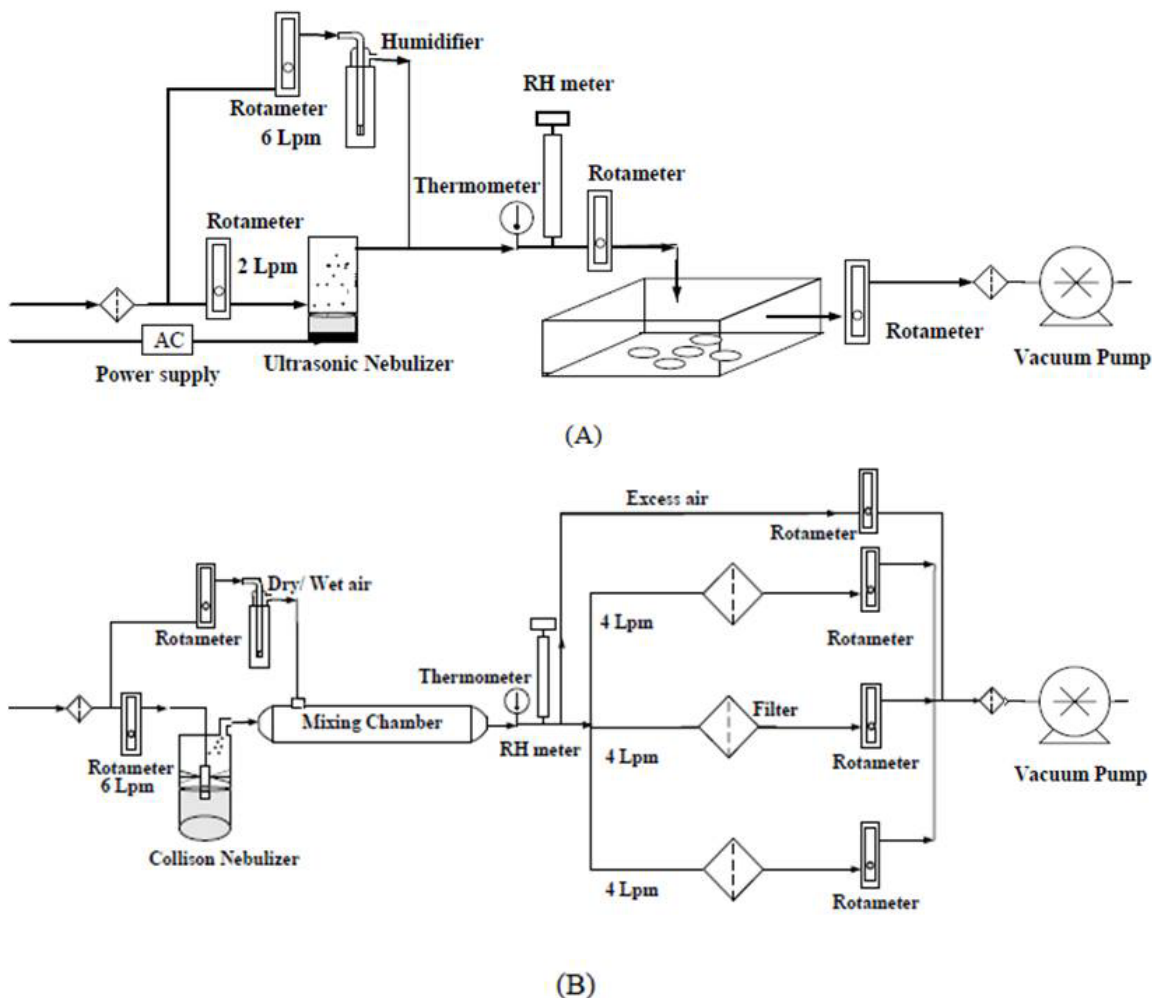 Humidifier
Rotameter
6 Lpm
RH meter
Thermometer
Rotameter
Rotameter
2 Lpm
AC
Power supply
Ultrasonic Nebulizer
Rotameter
Vacuum Pump
(A)
Excess air
Rotameter
Dry/ Wet air
Rotameter
4 Lpm
Rotameter
Thermometer
Mixing Chamber
Filter
RH meter
4 Lpm
Rotameter
Rotameter
6 Lpm
Vacuum Pump
Collison Nebulizer
4 Lpm
Rotameter
(B)